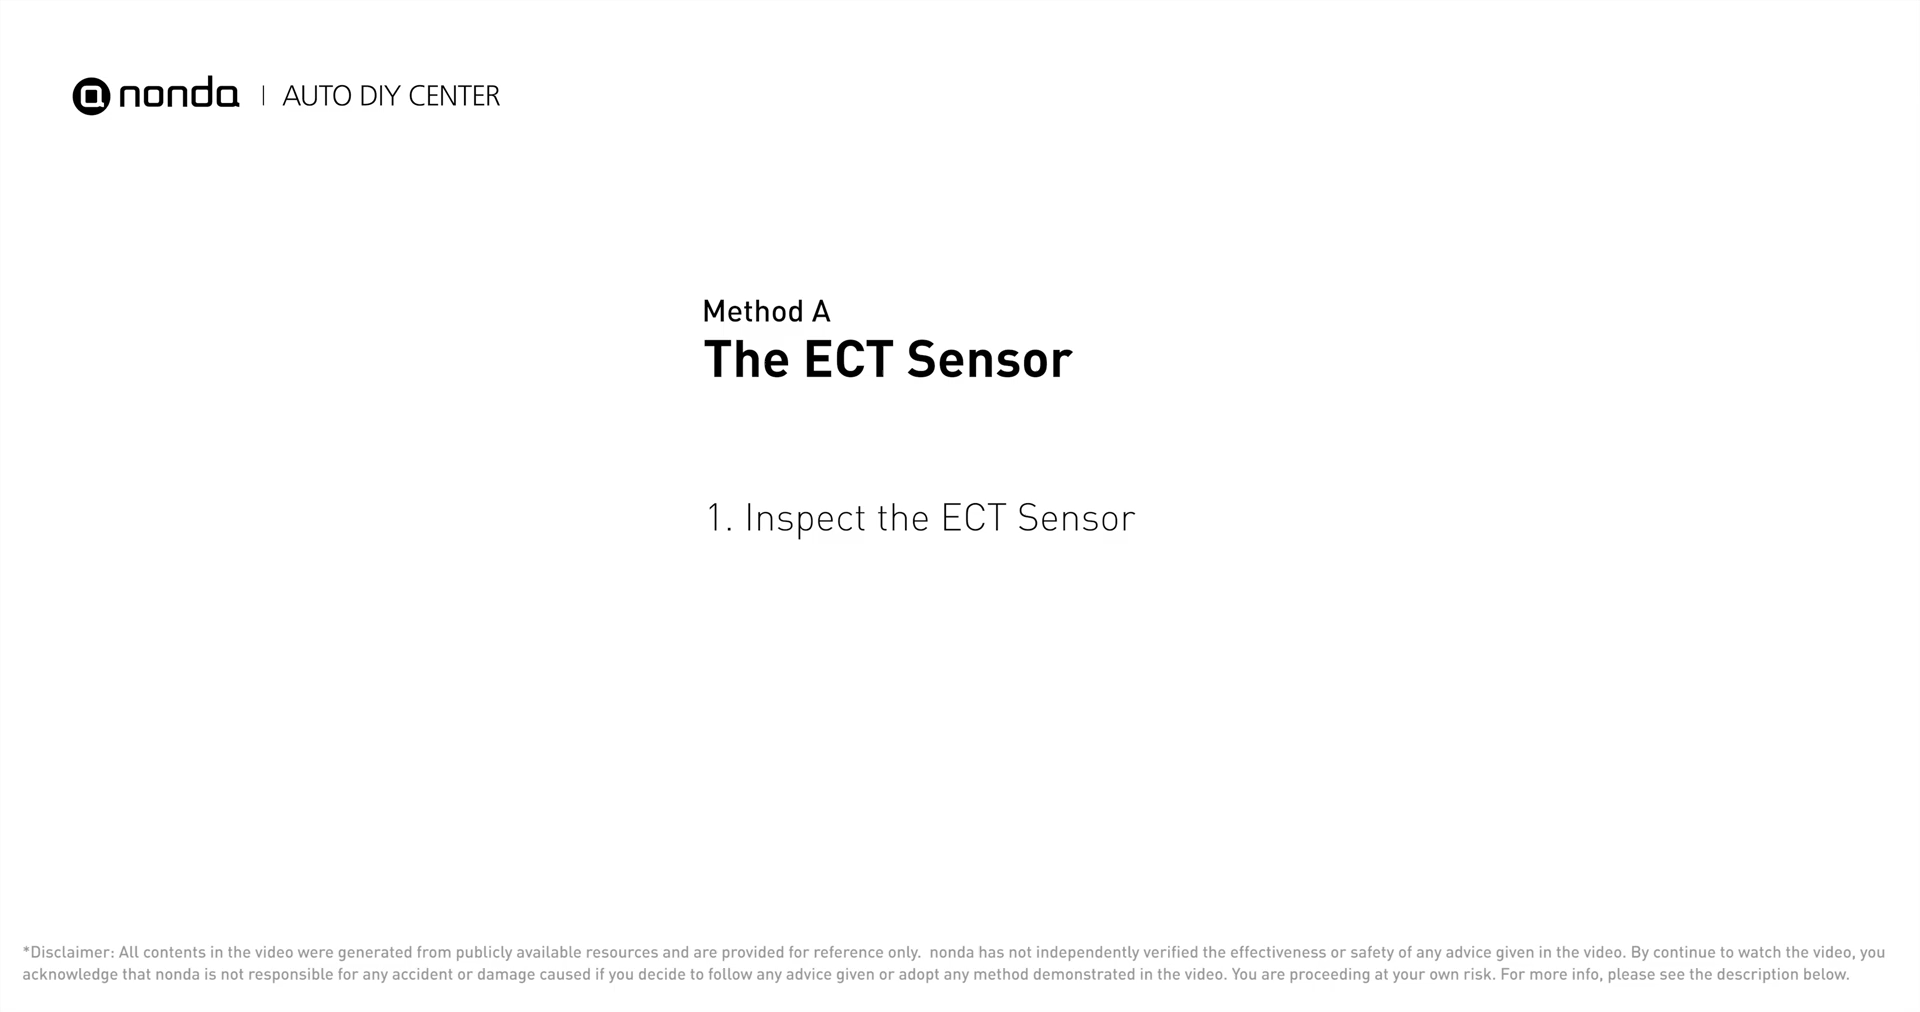 nonda | AUTO DIY CENTER
Method A
The ECT Sensor
1. Inspect the ECT Sensor
*Disclaimer: All contents in the video were generated from publicly available resources and are provided for reference only.  nonda has not independently verified the effectiveness or safety of any advice given in the video. By continue to watch the video, you
acknowledge that nonda is not responsible for any accident or damage caused if you decide to follow any advice given or adopt any method demonstrated in the video. You are proceeding at your own risk. For more info, please see the description below.